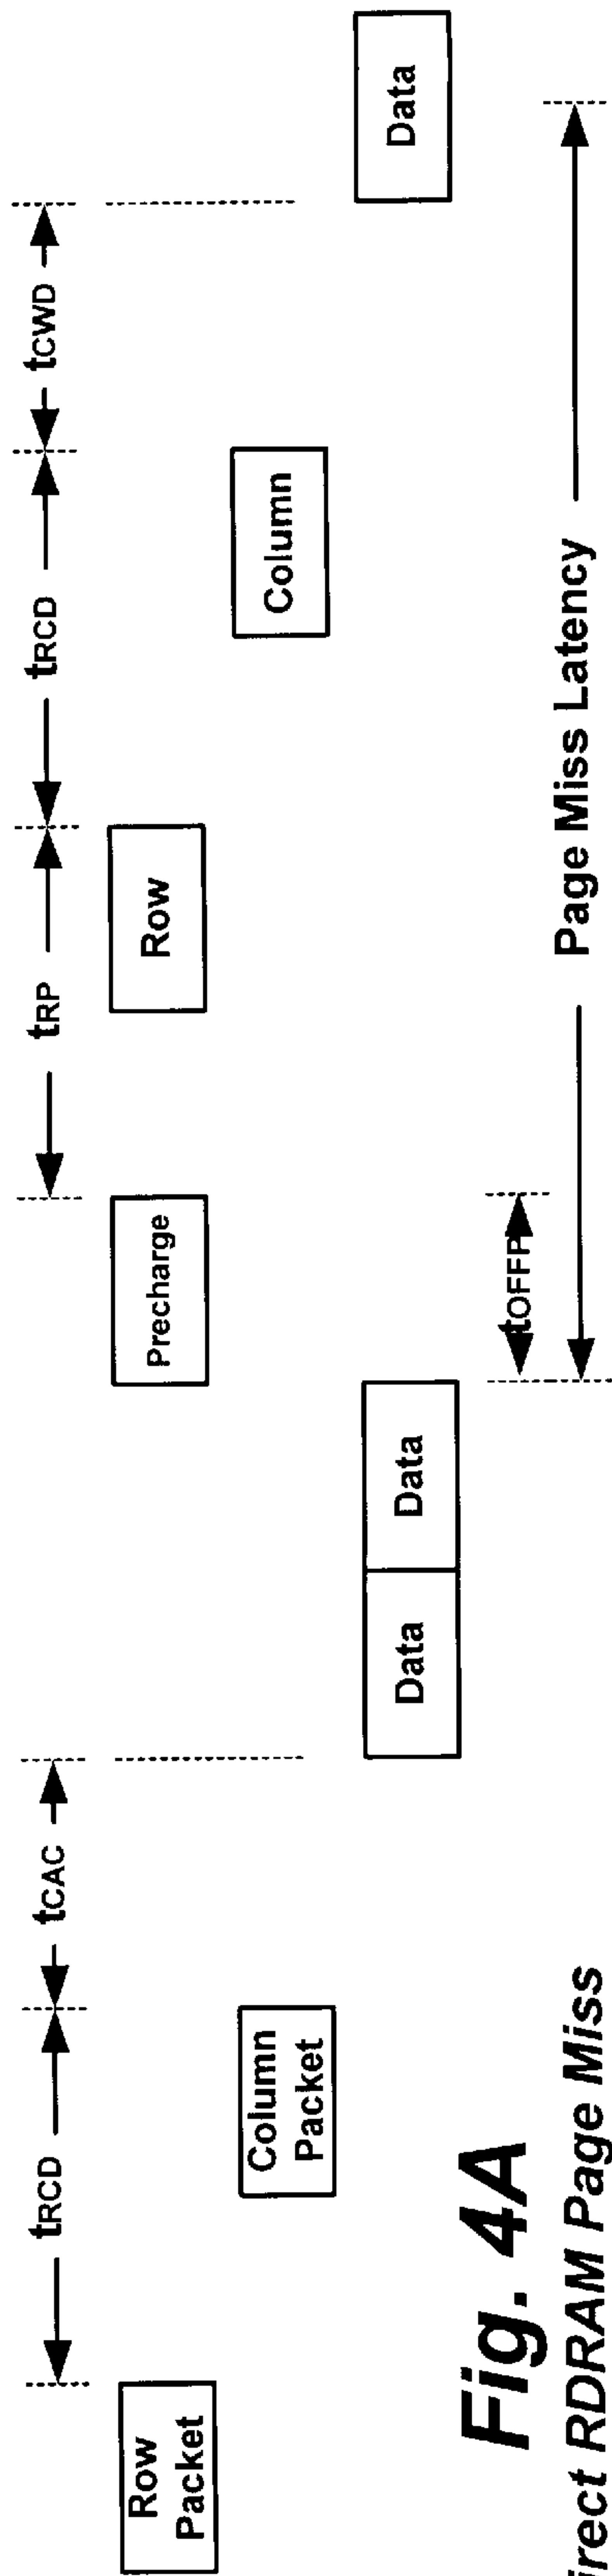 tRCD
tCAC
tRP
tRCD
tCWD
Row
Packet
Precharge
Row
Column
Packet
Column
Data
Data
Data
tOFFP
Page Miss Latency
Fig. 4A
RDRAM Page Miss